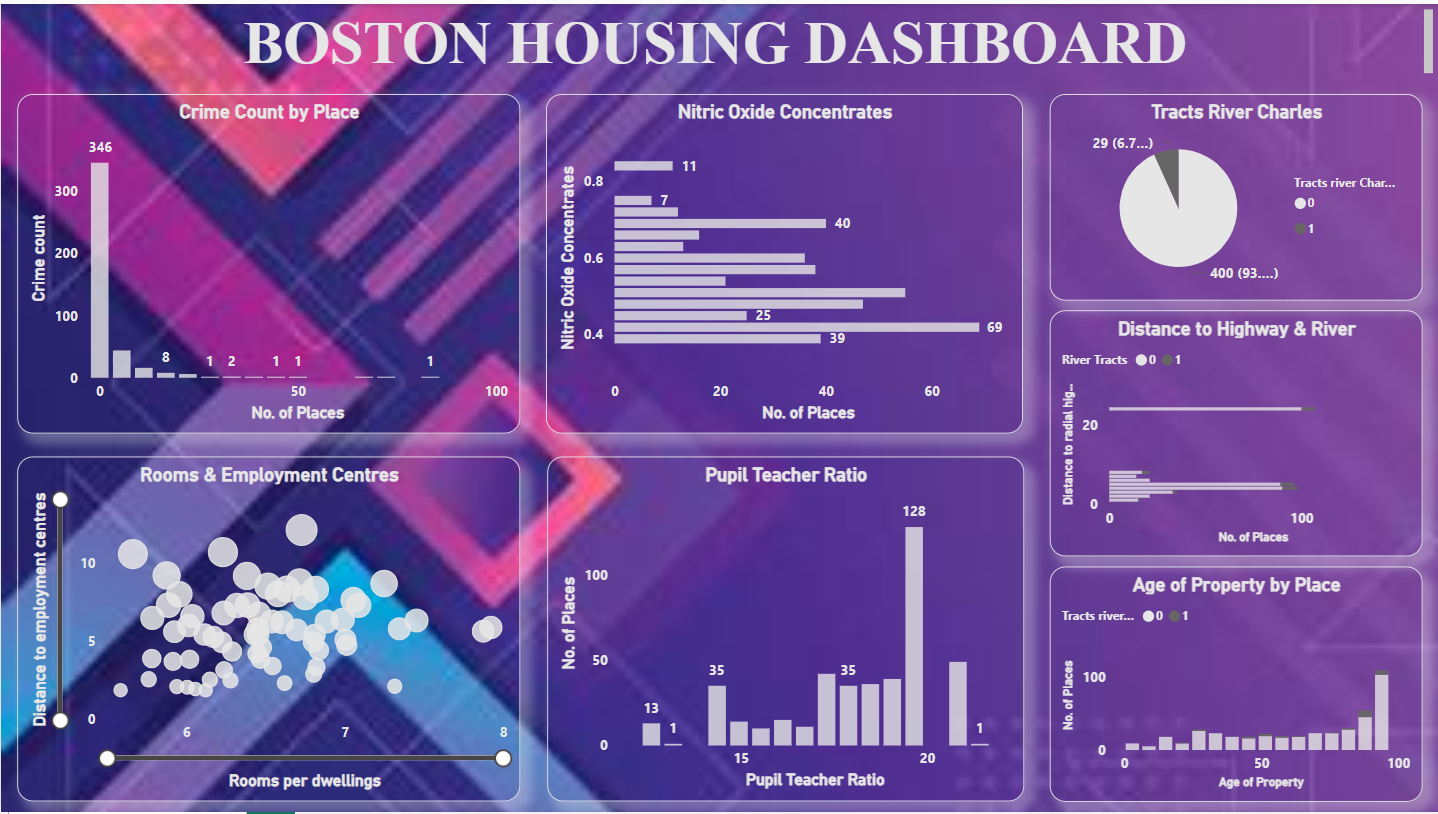 BOSTON HOUSING DASHBOARD
Crime Count by Place
346
300
200
100
0
8
1
2
1
1
1
0
50
100
Crime count
No. of Places
Nitric Oxide Concentrates
11
0.8
7
40
0.6
25
69
0.4
39
0
20
40
60
Nitric Oxide Concentrates
No. of Places
Tracts River Charles
29 (6.7...)
Tracts river Char...
0
1
400 (93....)
Distance to Highway & River
River Tracts 0 1
20
0
0
100
Distance to radial hig...
No. of Places
Rooms & Employment Centres
10
5
0
6
7
8
Distance to employment centres
Rooms per dwellings
Pupil Teacher Ratio
128
100
50
35
35
13
1
1
0
15
20
No. of Places
Pupil Teacher Ratio
Age of Property by Place
Tracts river... 0 1
100
0
0
50
100
No. of Places
Age of Property